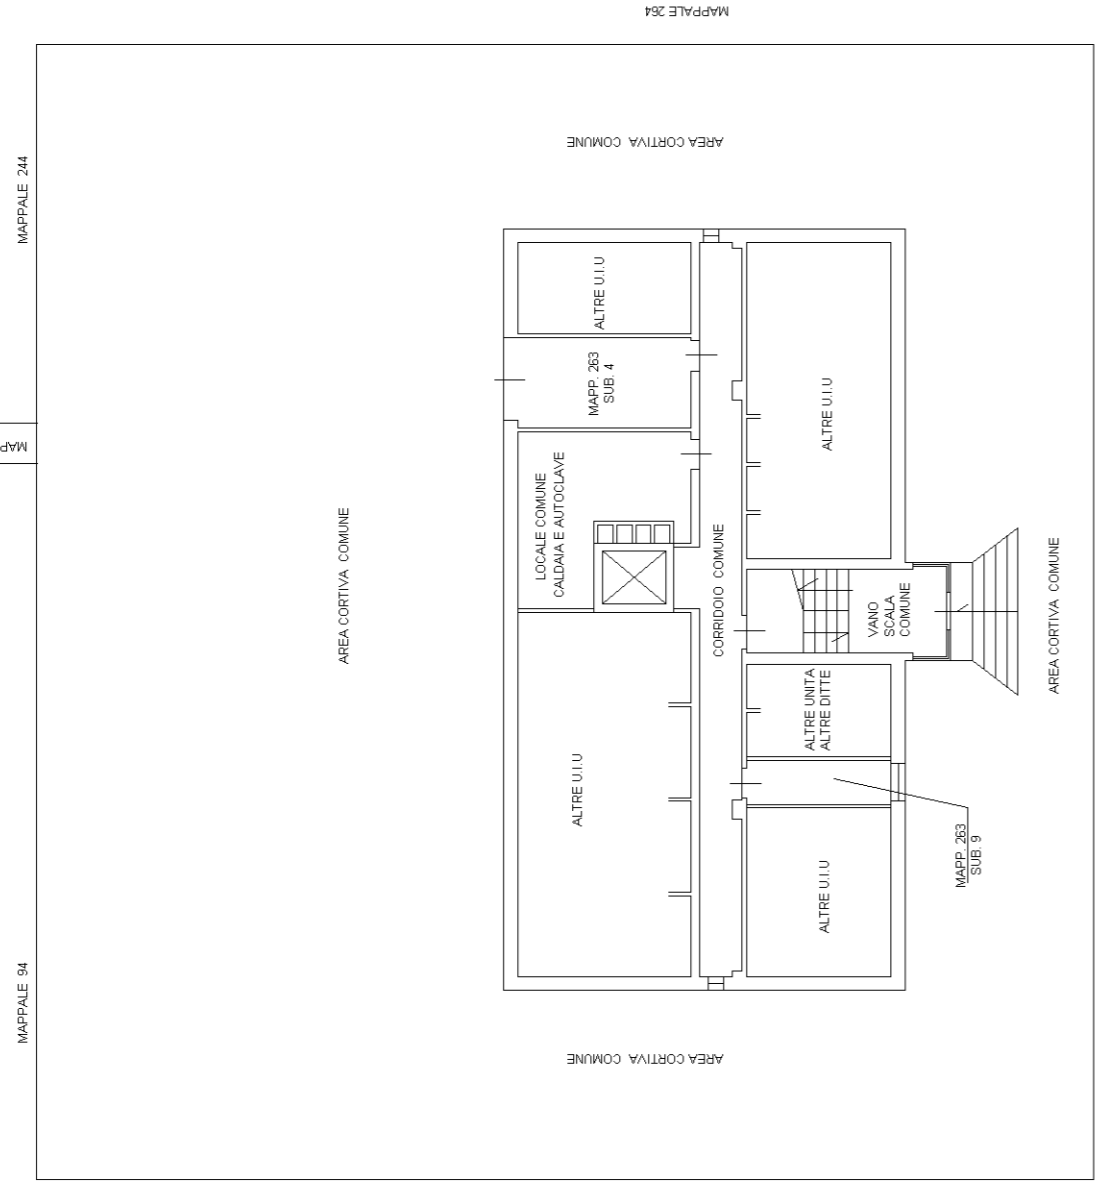 MAPPALE 264
MAPPALE 244
AREA CORTIVA COMUNE
ALTRE U.I.U
MAPP. 263
SUB. 4
ALTRE U.I.U
MAP
LOCALE COMUNE
CALDAIA E AUTOCLAVE
AREA CORTIVA COMUNE
CORRIDOIO COMUNE
VANO
SCALA
COMUNE
AREA CORTIVA COMUNE
ALTRE UNITA
ALTRE DITTE
ALTRE U.I.U
MAPP. 263
SUB. 9
ALTRE U.I.U
MAPPALE 94
AREA CORTIVA COMUNE